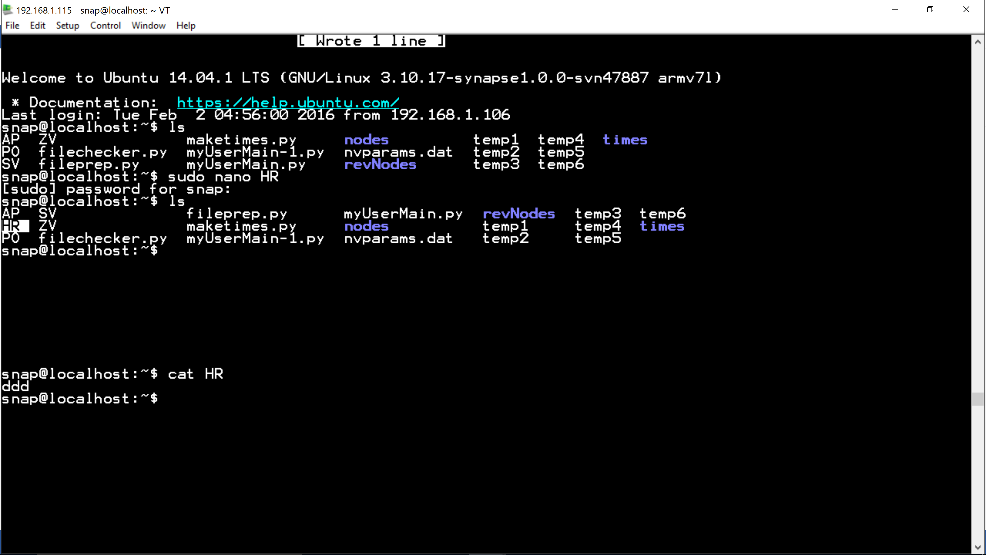 192.168.1.115 snap@localhost: ~ VT
File Edit Setup Control Window Help
[ Wrote 1 line ]
Welcome to Ubuntu 14.04.1 LTS (GNU/Linux 3.10.17-synapse1.0.0-svn47887 armv7l)
* Documentation: https://help.ubuntu.com/
Last login: Tue Feb 2 04:56:00 2016 from 192.168.1.106
snap@localhost:~$ ls
AP ZV maketimes.py nodes temp1 temp4 times
PO filechecker.py myUserMain-1.py nvparams.dat temp2 temp5
SV fileprep.py myUserMain.py revNodes temp3 temp6
snap@localhost:~$ sudo nano HR
[sudo] password for snap:
snap@localhost:~$ ls
AP SV fileprep.py myUserMain.py revNodes temp3 temp6
HR ZV maketimes.py nodes temp1 temp4 times
PO filechecker.py myUserMain-1.py nvparams.dat temp2 temp5
snap@localhost:~$
snap@localhost:~$ cat HR
ddd
snap@localhost:~$